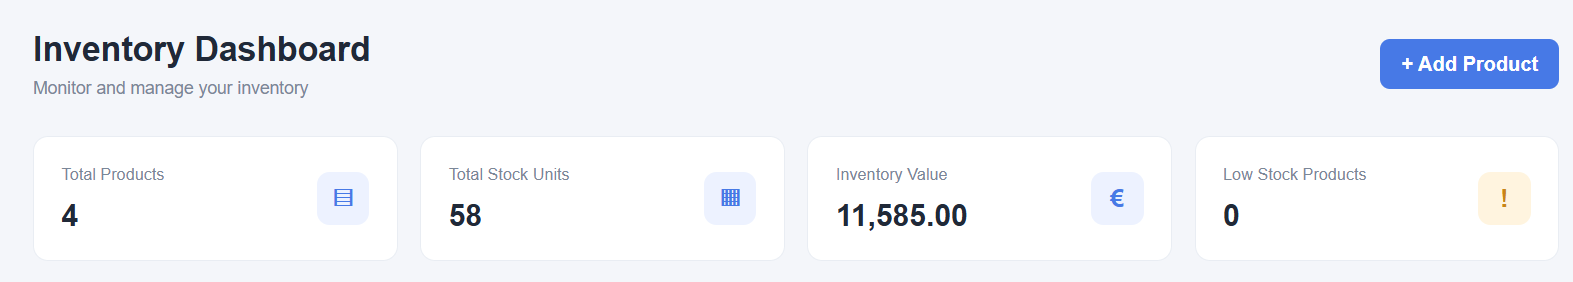 Inventory Dashboard
Monitor and manage your inventory
+ Add Product
Total Products
4
Total Stock Units
58
Inventory Value
11,585.00
€
Low Stock Products
0
!